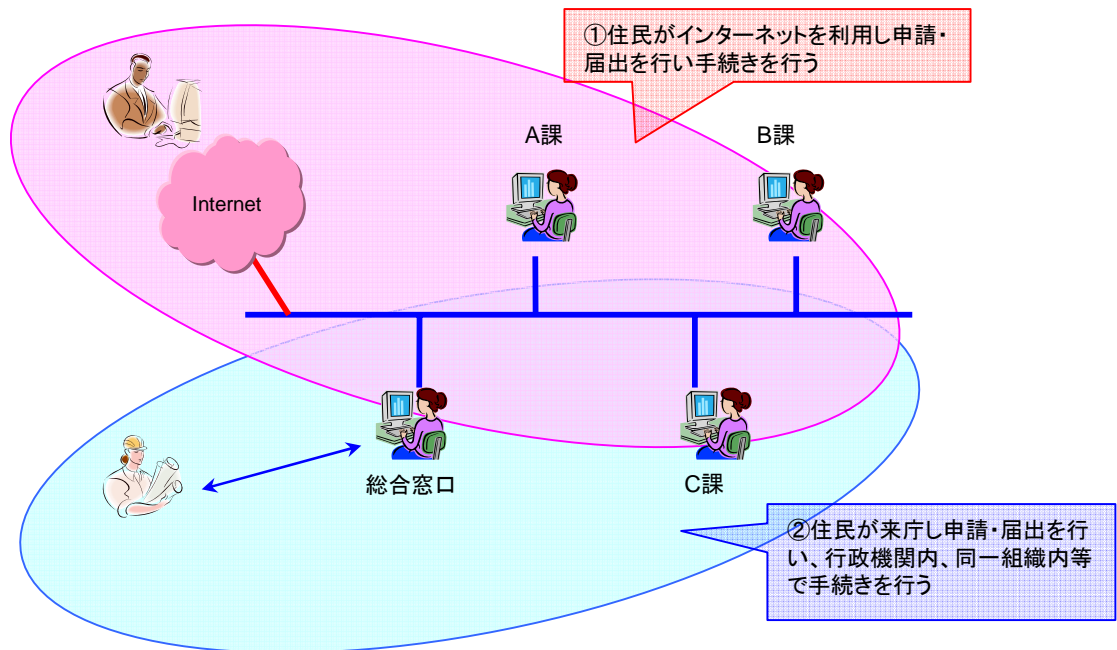 ①住民がインターネットを利用し申請・
届出を行い手続きを行う
A課
B課
Internet
総合窓口
C課
②住民が来庁し申請・届出を行
い、行政機関内、同一組織内等
で手続きを行う